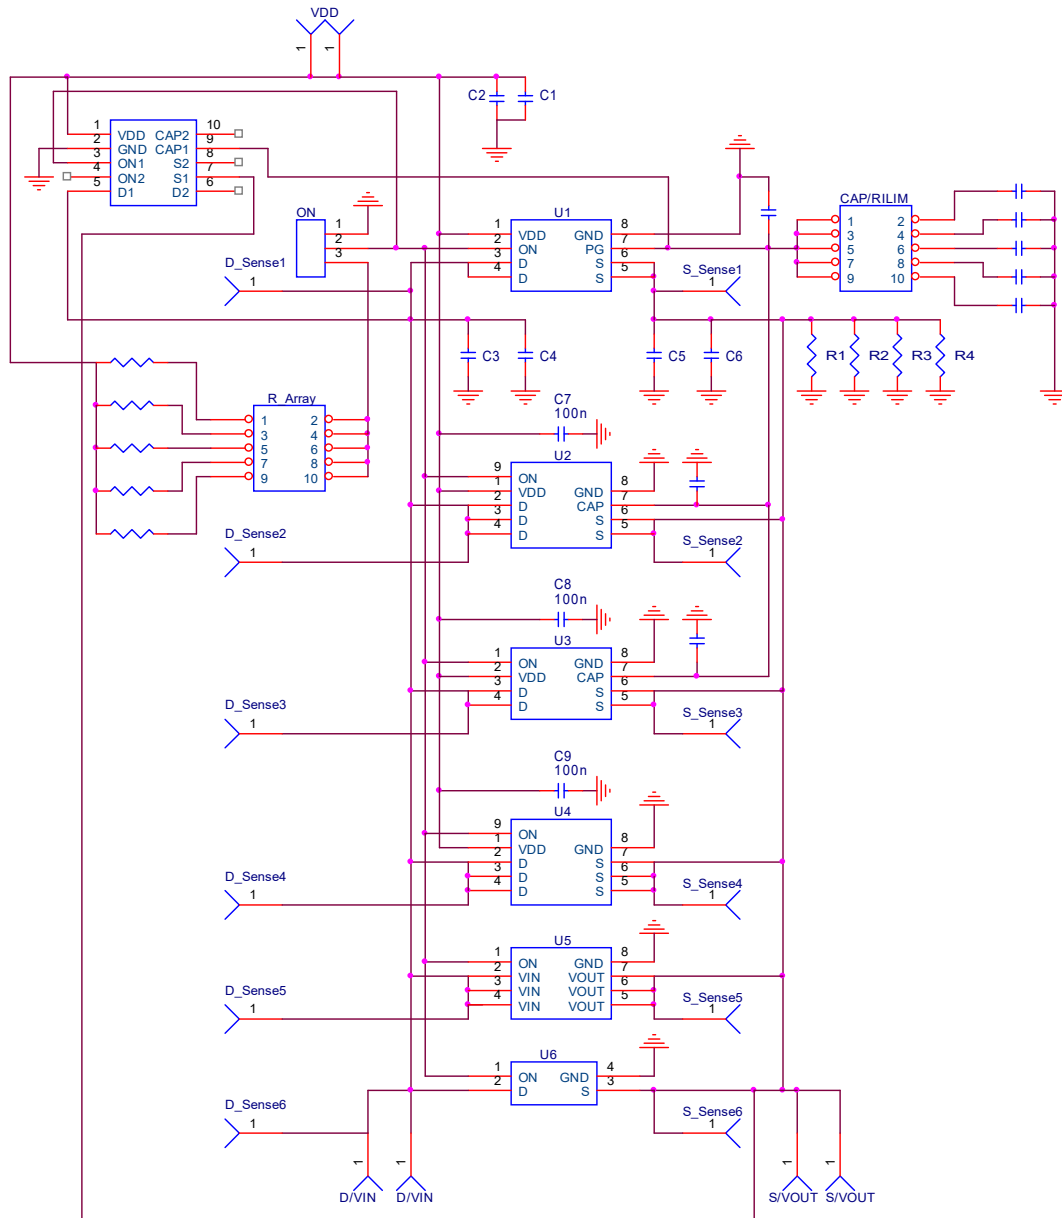 VDD
1 1
C2 C1
1 VDD CAP2 10
2 GND CAP1 9
3 ON1 S2 8
4 ON2 S1 7
5 D1 D2 6
ON
1
2
3
U1
1 VDD GND 8
2 ON PG 7
3 D S 6
4 D S 5
CAP/RILIM
1 2
3 4
5 6
7 8
9 10
D_Sense1
1
S_Sense1
1
C3 C4 C5 C6
R1 R2 R3 R4
R_Array
1 2
3 4
5 6
7 8
9 10
C7
100n
U2
9 ON
1 VDD GND 8
2 D CAP 7
3 D S 6
4 D S 5
D_Sense2
1
S_Sense2
1
C8
100n
U3
1 ON GND 8
2 VDD CAP 7
3 D S 6
4 D S 5
D_Sense3
1
S_Sense3
1
C9
100n
U4
9 ON
1 VDD GND 8
2 D S 7
3 D S 6
4 D S 5
D_Sense4
1
S_Sense4
1
U5
1 ON GND 8
2 VIN VOUT 7
3 VIN VOUT 6
4 VIN VOUT 5
D_Sense5
1
S_Sense5
1
U6
1 ON GND 4
2 D S 3
D_Sense6
1
S_Sense6
1
1 1 1 1
D/VIN D/VIN S/VOUT S/VOUT